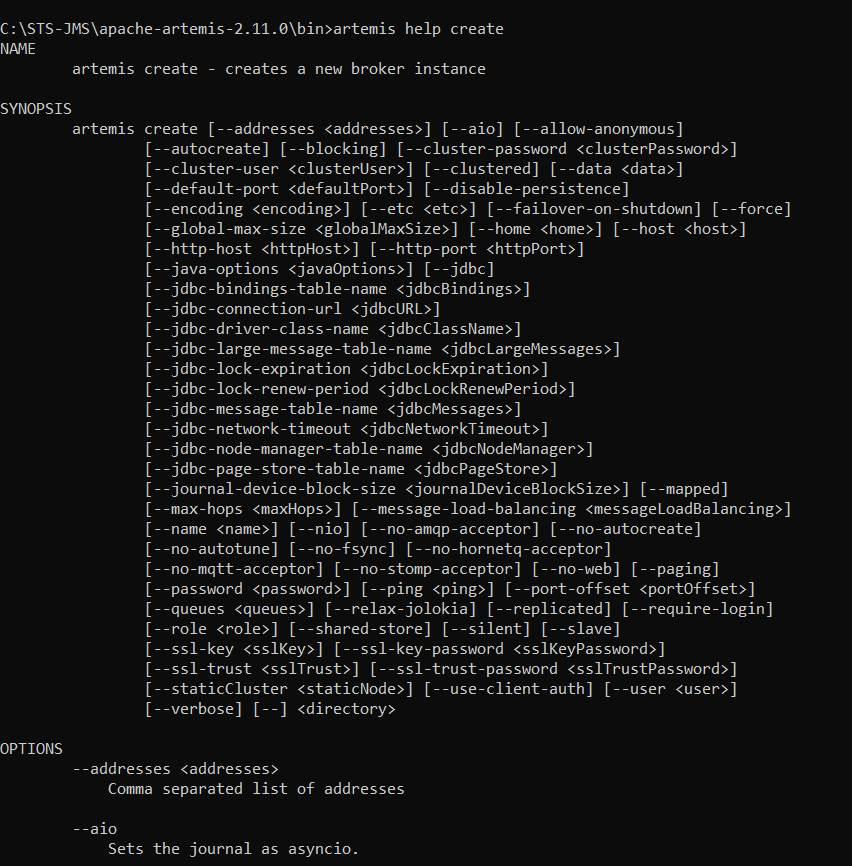 C:\STS-JMS\apache-artemis-2.11.0\bin>artemis help create
NAME
        artemis create - creates a new broker instance

SYNOPSIS
        artemis create [--addresses <addresses>] [--aio] [--allow-anonymous]
                [--autocreate] [--blocking] [--cluster-password <clusterPassword>]
                [--cluster-user <clusterUser>] [--clustered] [--data <data>]
                [--default-port <defaultPort>] [--disable-persistence]
                [--encoding <encoding>] [--etc <etc>] [--failover-on-shutdown] [--force]
                [--global-max-size <globalMaxSize>] [--home <home>] [--host <host>]
                [--http-host <httpHost>] [--http-port <httpPort>]
                [--java-options <javaOptions>] [--jdbc]
                [--jdbc-bindings-table-name <jdbcBindings>]
                [--jdbc-connection-url <jdbcURL>]
                [--jdbc-driver-class-name <jdbcClassName>]
                [--jdbc-large-message-table-name <jdbcLargeMessages>]
                [--jdbc-lock-expiration <jdbcLockExpiration>]
                [--jdbc-lock-renew-period <jdbcLockRenewPeriod>]
                [--jdbc-message-table-name <jdbcMessages>]
                [--jdbc-network-timeout <jdbcNetworkTimeout>]
                [--jdbc-node-manager-table-name <jdbcNodeManager>]
                [--jdbc-page-store-table-name <jdbcPageStore>]
                [--journal-device-block-size <journalDeviceBlockSize>] [--mapped]
                [--max-hops <maxHops>] [--message-load-balancing <messageLoadBalancing>]
                [--name <name>] [--nio] [--no-amqp-acceptor] [--no-autocreate]
                [--no-autotune] [--no-fsync] [--no-hornetq-acceptor]
                [--no-mqtt-acceptor] [--no-stomp-acceptor] [--no-web] [--paging]
                [--password <password>] [--ping <ping>] [--port-offset <portOffset>]
                [--queues <queues>] [--relax-jolokia] [--replicated] [--require-login]
                [--role <role>] [--shared-store] [--silent] [--slave]
                [--ssl-key <sslKey>] [--ssl-key-password <sslKeyPassword>]
                [--ssl-trust <sslTrust>] [--ssl-trust-password <sslTrustPassword>]
                [--staticCluster <staticNode>] [--use-client-auth] [--user <user>]
                [--verbose] [--] <directory>

OPTIONS
        --addresses <addresses>
            Comma separated list of addresses

        --aio
            Sets the journal as asyncio.